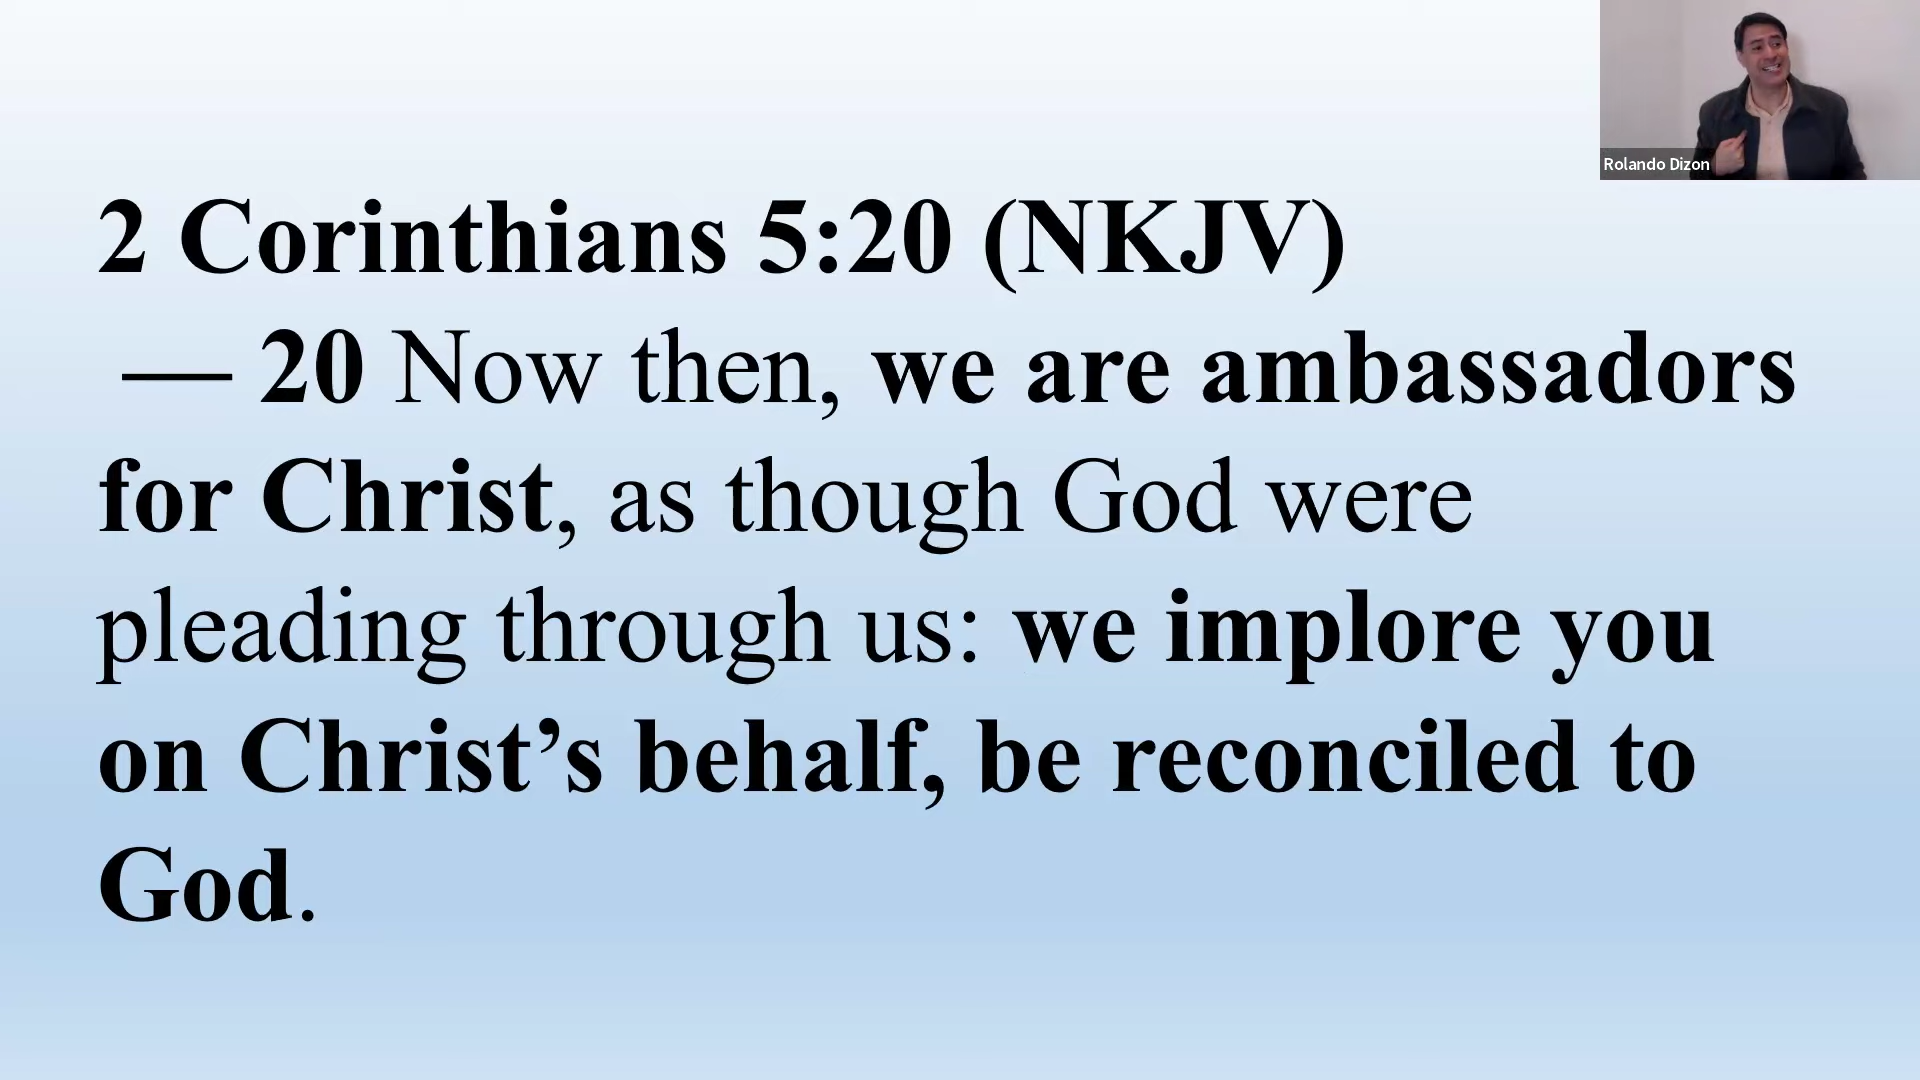 Rolando Dizon
2 Corinthians 5:20 (NKJV)
— 20 Now then, we are ambassadors
for Christ, as though God were
pleading through us: we implore you
on Christ’s behalf, be reconciled to
God.